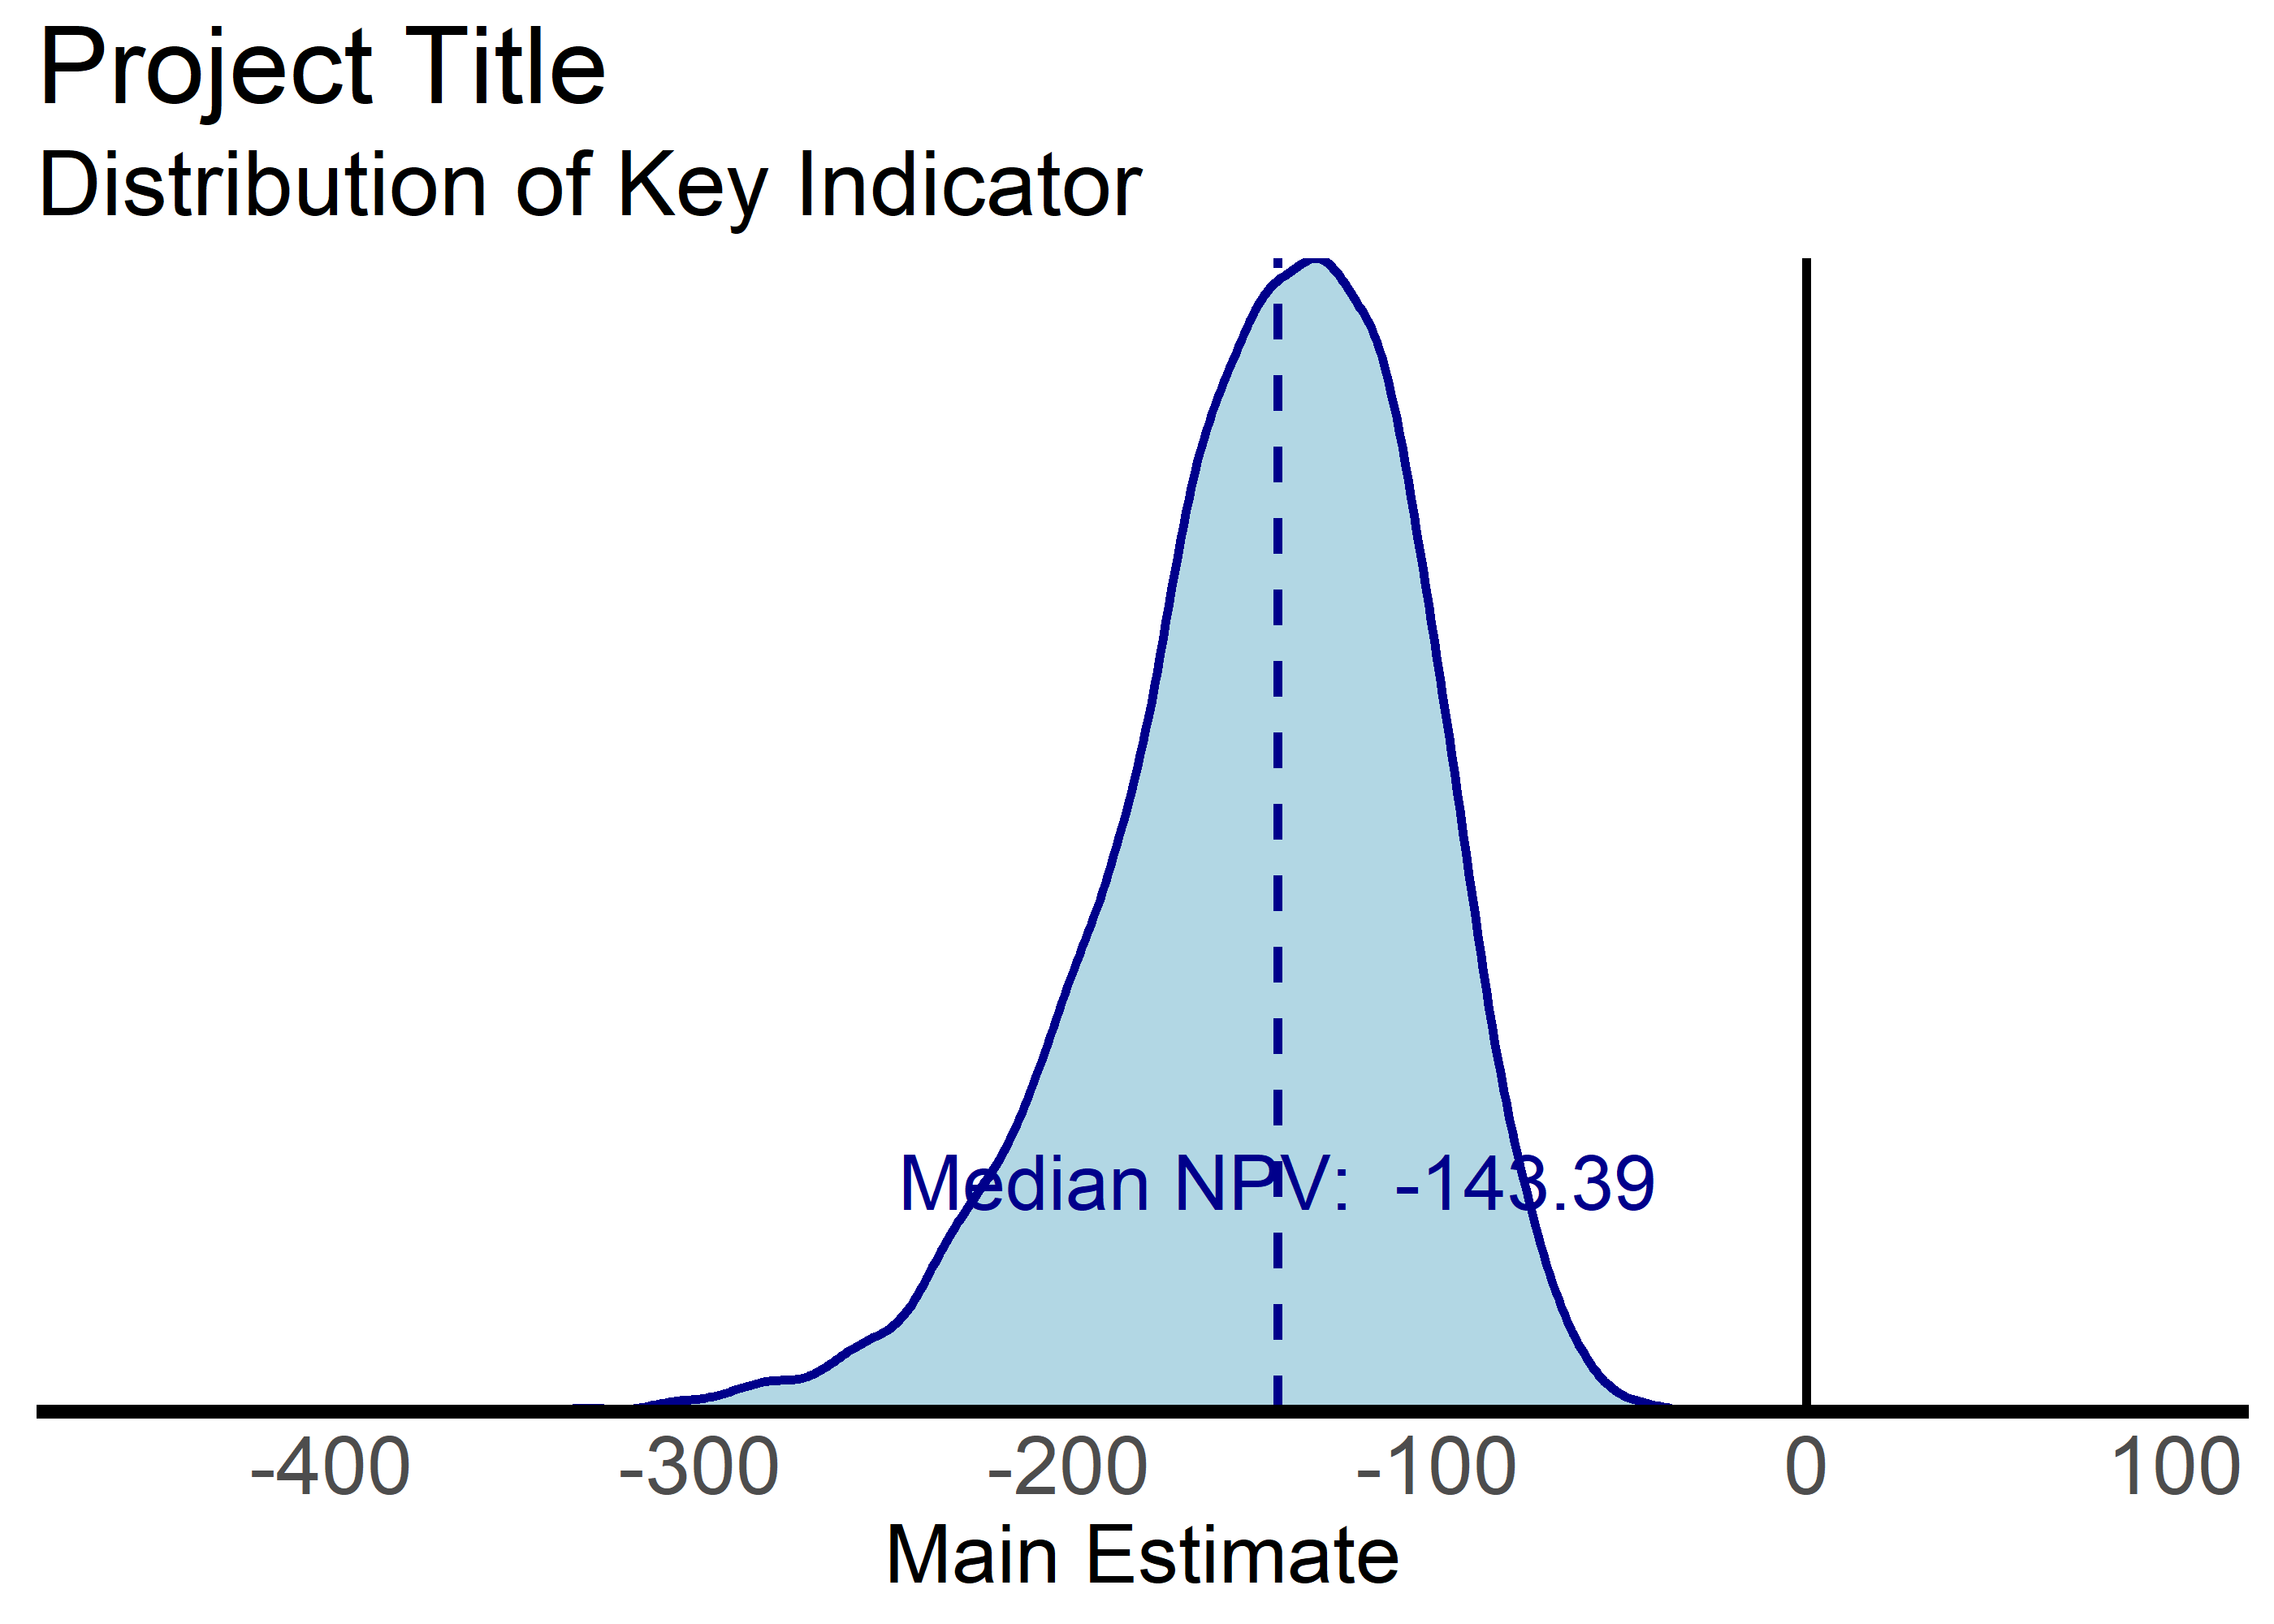 Project Title
Distribution of Key Indicator
Median NPV:  -143.39
-400 -300 -200 -100 0 100
Main Estimate